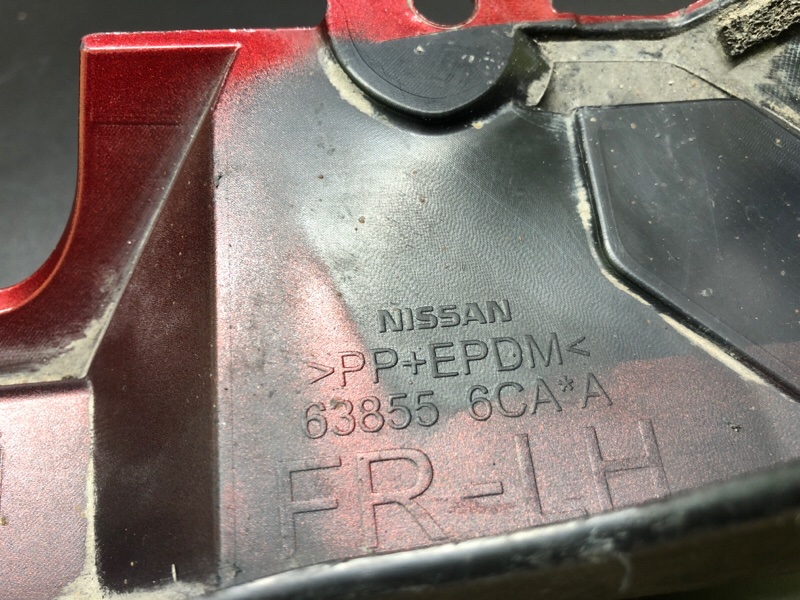 NISSAN
>PP+EPDM<
63855 6CA*A
FR-LH